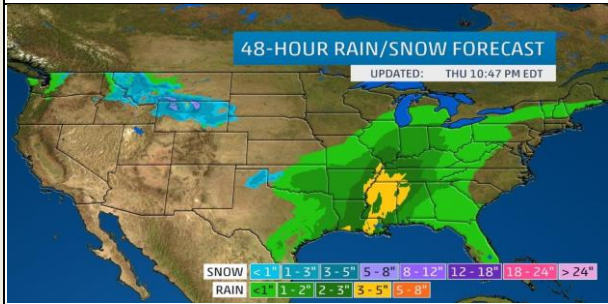 48-HOUR RAIN/SNOW FORECAST
UPDATED: THU 10:47 PM EDT
SNOW <1" 1-3" 3-5" 5-8" 8-12" 12-18" 18-24" >24"
RAIN <1" 1-2" 2-3" 3-5" 5-8"